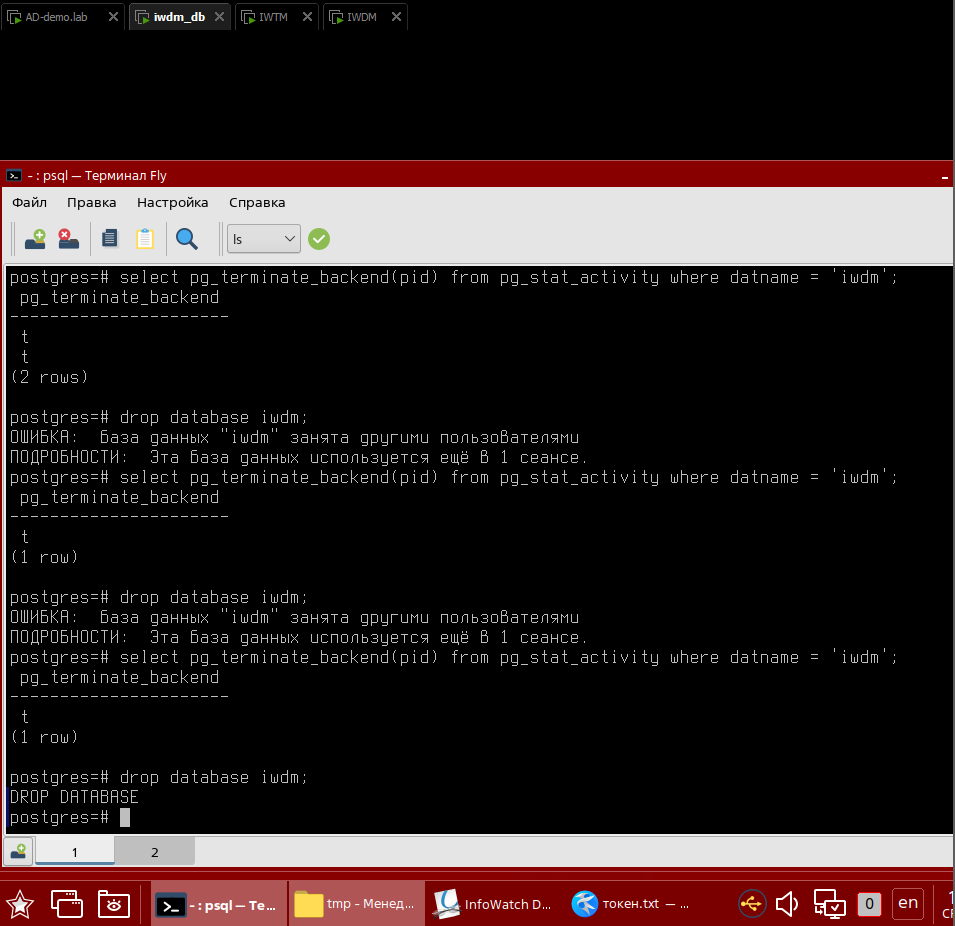 AD-demo.lab
iwdm_db
IWTM
IWDM
- : psql — Терминал Fly
Файл Правка Настройка Справка
ls
postgres=# select pg_terminate_backend(pid) from pg_stat_activity where datname = 'iwdm';
pg_terminate_backend
----------------------
t
t
(2 rows)
postgres=# drop database iwdm;
ОШИБКА:  база данных "iwdm" занята другими пользователями
ПОДРОБНОСТИ:  Эта база данных используется ещё в 1 сеансе.
postgres=# select pg_terminate_backend(pid) from pg_stat_activity where datname = 'iwdm';
pg_terminate_backend
----------------------
t
(1 row)
postgres=# drop database iwdm;
ОШИБКА:  база данных "iwdm" занята другими пользователями
ПОДРОБНОСТИ:  Эта база данных используется ещё в 1 сеансе.
postgres=# select pg_terminate_backend(pid) from pg_stat_activity where datname = 'iwdm';
pg_terminate_backend
----------------------
t
(1 row)
postgres=# drop database iwdm;
DROP DATABASE
postgres=#
1 2
- : psql — Te...
tmp - Менед...
InfoWatch D...
токен.txt — ...
0
en